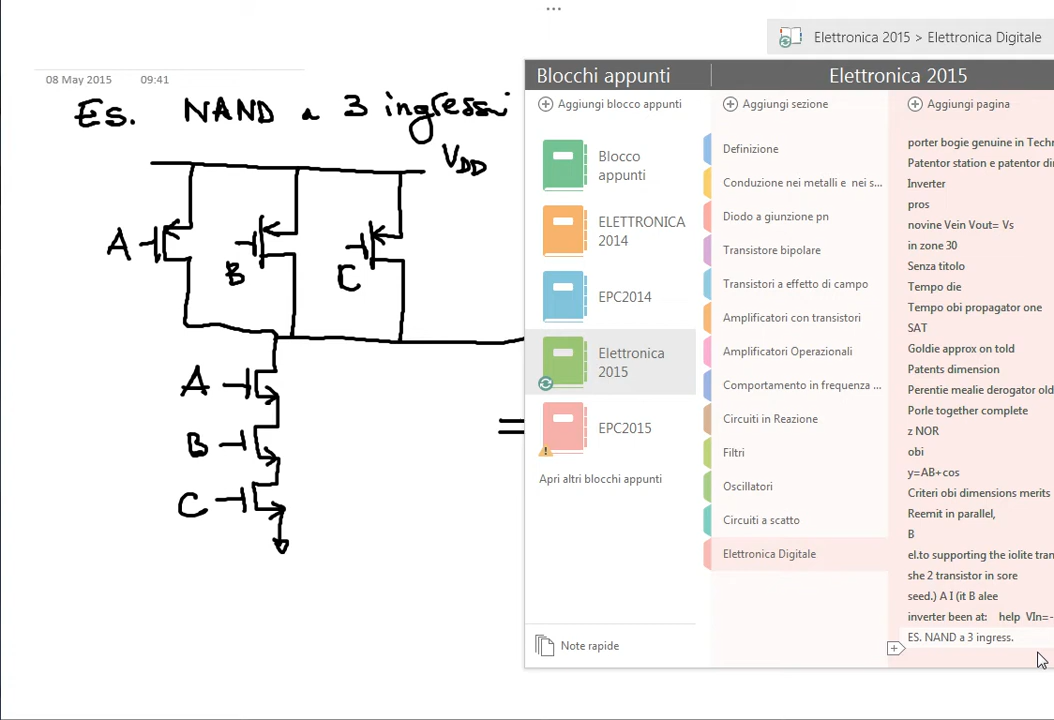 ...
Elettronica 2015 > Elettronica Digitale
08 May 2015 09:41
Es. NAND a 3 ingressi
VDD
A
B
C
A
B
C
=
Blocchi appunti
Aggiungi blocco appunti
Blocco appunti
ELETTRONICA 2014
EPC2014
Elettronica 2015
EPC2015
Apri altri blocchi appunti
Note rapide
Elettronica 2015
Aggiungi sezione
Definizione
Conduzione nei metalli e nei s...
Diodo a giunzione pn
Transistore bipolare
Transistori a effetto di campo
Amplificatori con transistori
Amplificatori Operazionali
Comportamento in frequenza ...
Circuiti in Reazione
Filtri
Oscillatori
Circuiti a scatto
Elettronica Digitale
Aggiungi pagina
porter bogie genuine in Techr
Patentor station e patentor di
Inverter
pros
novine Vein Vout= Vs
in zone 30
Senza titolo
Tempo die
Tempo obi propagator one
SAT
Goldie approx on told
Patents dimension
Perentie mealie derogator old
Porle together complete
z NOR
obi
y=AB+cos
Criteri obi dimensions merits
Reemit in parallel,
B
el.to supporting the iolite tran
she 2 transistor in sore
seed.) A I (it B alee
inverter been at: help VIn=-
ES. NAND a 3 ingress.